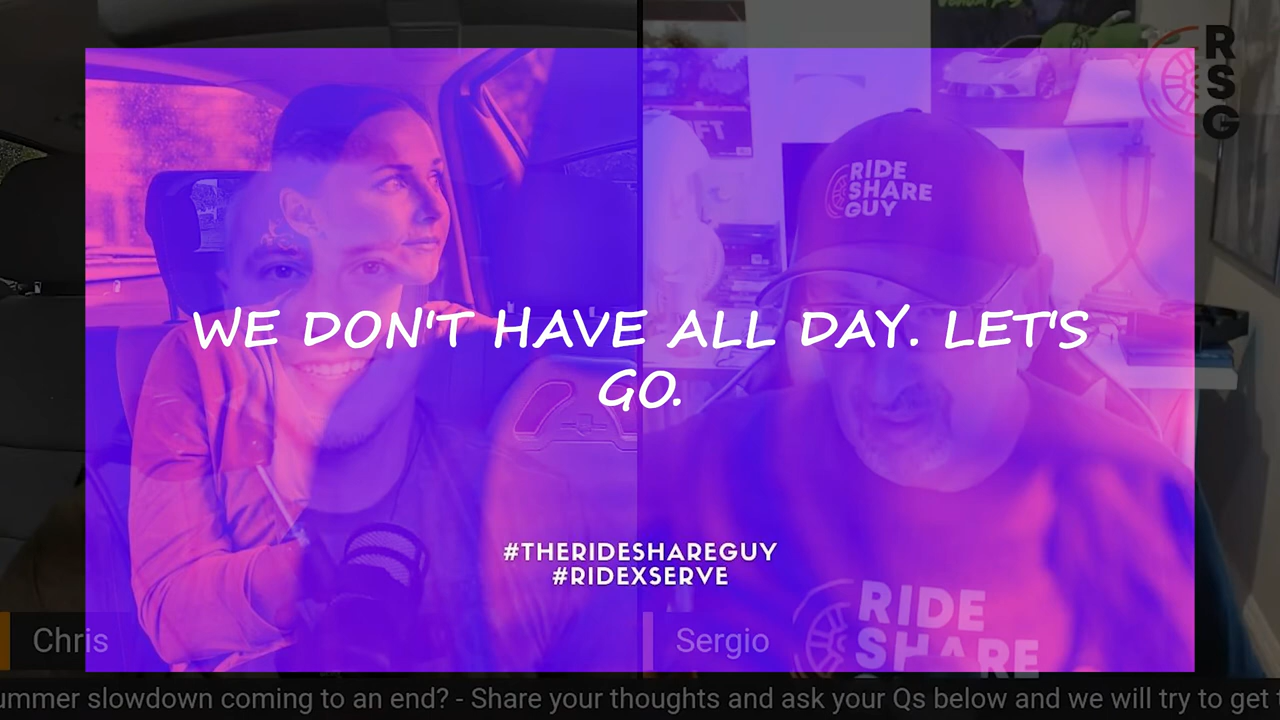 R
S
G
IFT
RIDE
SHARE
GUY
WE DON'T HAVE ALL DAY. LET'S
GO.
#THERIDESHAREGUY
#RIDEXSERVE
RIDE
SHARE
Chris
Sergio
ummer slowdown coming to an end? - Share your thoughts and ask your Qs below and we will try to get